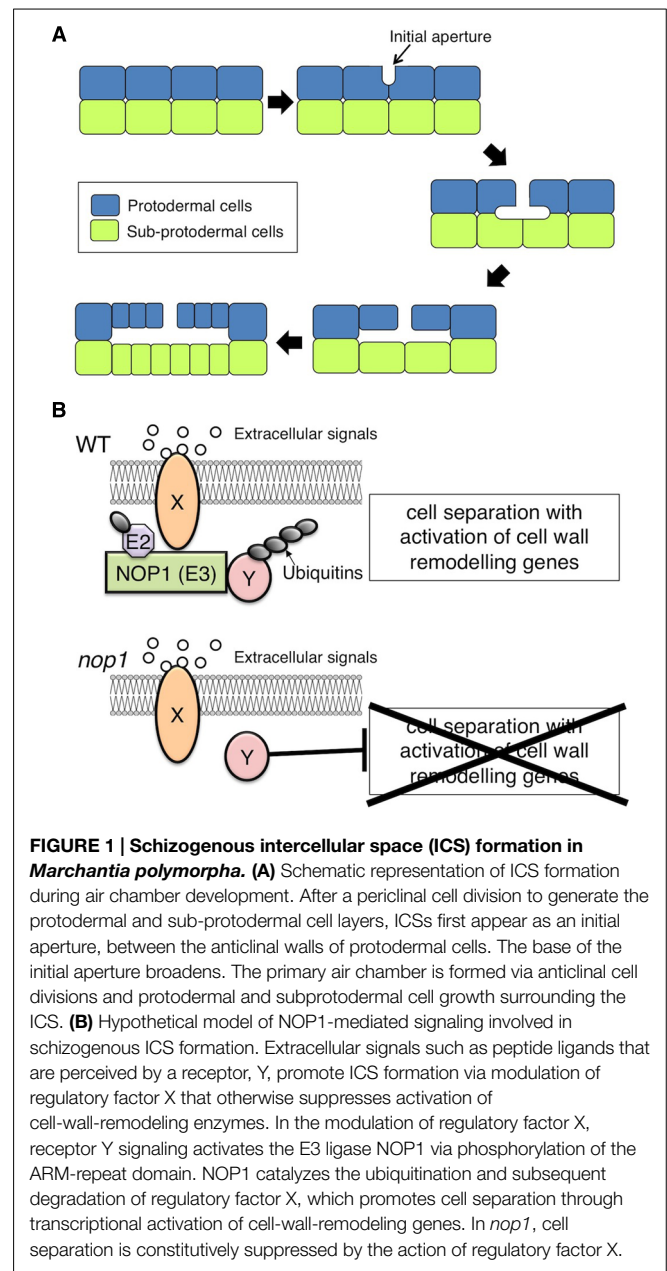 A
Initial aperture
Protodermal cells
Sub-protodermal cells
B
WT
Extracellular signals
X
E2
NOP1 (E3)
Y
Ubiquitins
cell separation with
activation of cell wall
remodelling genes
nop1
Extracellular signals
X
Y
cell separation with
activation of cell wall
remodelling genes
FIGURE 1 | Schizogenous intercellular space (ICS) formation in
Marchantia polymorpha. (A) Schematic representation of ICS formation
during air chamber development. After a periclinal cell division to generate the
protodermal and sub-protodermal cell layers, ICSs first appear as an initial
aperture, between the anticlinal walls of protodermal cells. The base of the
initial aperture broadens. The primary air chamber is formed via anticlinal cell
divisions and protodermal and subprotodermal cell growth surrounding the
ICS. (B) Hypothetical model of NOP1-mediated signaling involved in
schizogenous ICS formation. Extracellular signals such as peptide ligands that
are perceived by a receptor, Y, promote ICS formation via modulation of
regulatory factor X that otherwise suppresses activation of
cell-wall-remodeling enzymes. In the modulation of regulatory factor X,
receptor Y signaling activates the E3 ligase NOP1 via phosphorylation of the
ARM-repeat domain. NOP1 catalyzes the ubiquitination and subsequent
degradation of regulatory factor X, which promotes cell separation through
transcriptional activation of cell-wall-remodeling genes. In nop1, cell
separation is constitutively suppressed by the action of regulatory factor X.